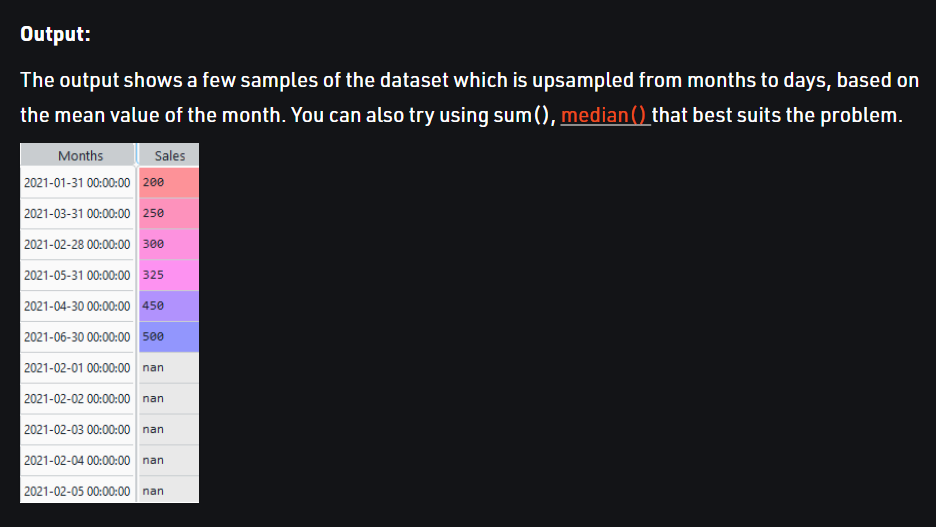 Output:
The output shows a few samples of the dataset which is upsampled from months to days, based on
the mean value of the month. You can also try using sum(), median() that best suits the problem.
Months Sales
2021-01-31 00:00:00 200
2021-03-31 00:00:00 250
2021-02-28 00:00:00 300
2021-05-31 00:00:00 325
2021-04-30 00:00:00 450
2021-06-30 00:00:00 500
2021-02-01 00:00:00 nan
2021-02-02 00:00:00 nan
2021-02-03 00:00:00 nan
2021-02-04 00:00:00 nan
2021-02-05 00:00:00 nan